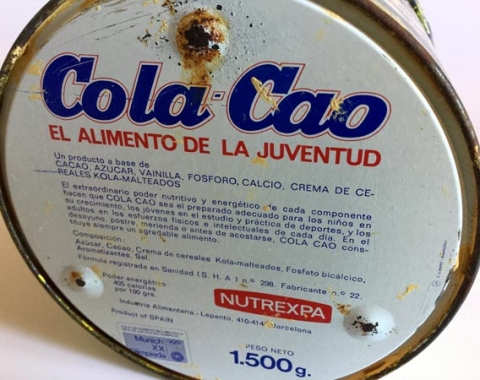 Cola-Cao
EL ALIMENTO DE LA JUVENTUD
Un producto a base de
CACAO, AZUCAR, VAINILLA, FOSFORO, CALCIO, CREMA DE CE-
REALES KOLA-MALTEADOS
El extraordinario poder nutritivo y energético de cada componente
hacen que COLA CAO sea el preparado adecuado para los niños en
su crecimiento, los jóvenes en el estudio y práctica de deportes, y los
adultos en los esfuerzos físicos e intelectuales de cada día. En el
desayuno, postre, merienda o antes de acostarse, COLA CAO cons-
tituye siempre un agradable alimento.
Composición:
Azúcar, Cacao, Crema de cereales Kola-malteados, Fosfato bicálcico,
Aromatizantes, Sal.
Fórmula registrada en Sanidad (S. H. A.) n.º 298. Fabricante n.º 22.
Poder energético
405 calorías
por 100 grs.
NUTREXPA
Industria Alimentaria - Lepanto, 410-414 Barcelona
Product of SPAIN
Munich
XX
PESO NETO
1.500 g.